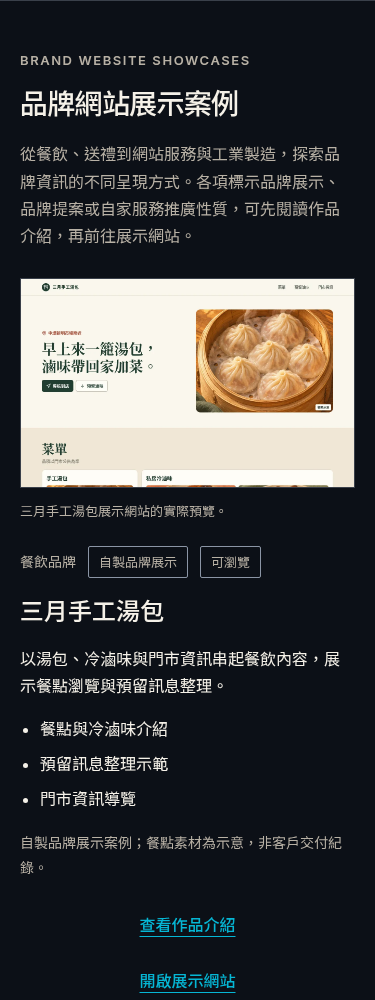 BRAND WEBSITE SHOWCASES
品牌網站展示案例
從餐飲、送禮到網站服務與工業製造，探索品
牌資訊的不同呈現方式。各項標示品牌展示、
品牌提案或自家服務推廣性質，可先閱讀作品
介紹，再前往展示網站。
三月手工湯包
早上來一籠湯包，
滷味帶回家加菜。
菜單
手工湯包
私房冷滷味
三月手工湯包展示網站的實際預覽。
餐飲品牌
自製品牌展示
可瀏覽
三月手工湯包
以湯包、冷滷味與門市資訊串起餐飲內容，展
示餐點瀏覽與預留訊息整理。
餐點與冷滷味介紹
預留訊息整理示範
門市資訊導覽
自製品牌展示案例；餐點素材為示意，非客戶交付紀
錄。
查看作品介紹
開啟展示網站